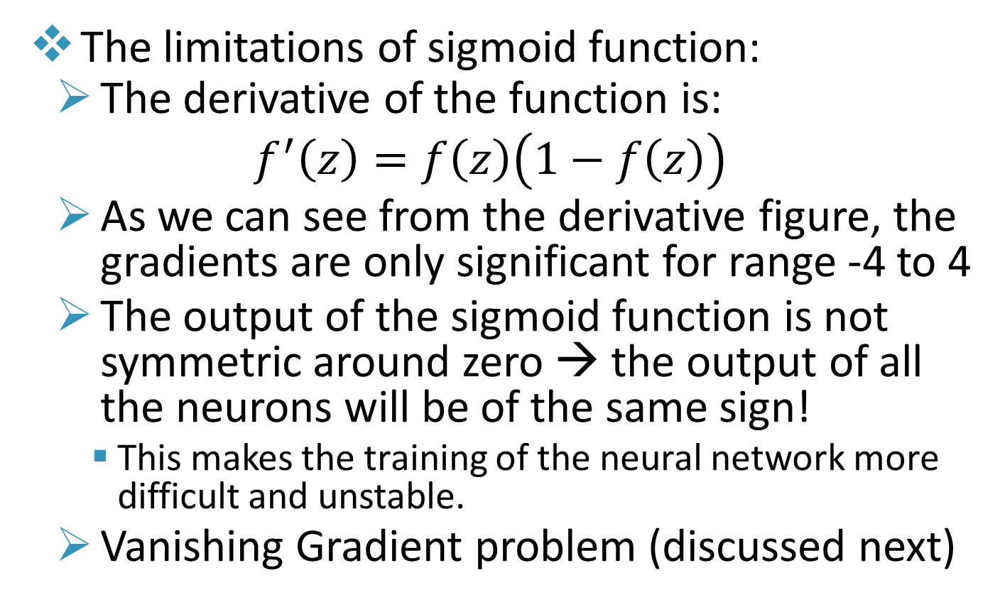 ❖ The limitations of sigmoid function:
➢ The derivative of the function is:
f′(z) = f(z)(1 − f(z))
➢ As we can see from the derivative figure, the
gradients are only significant for range -4 to 4
➢ The output of the sigmoid function is not
symmetric around zero → the output of all
the neurons will be of the same sign!
▪ This makes the training of the neural network more
difficult and unstable.
➢ Vanishing Gradient problem (discussed next)